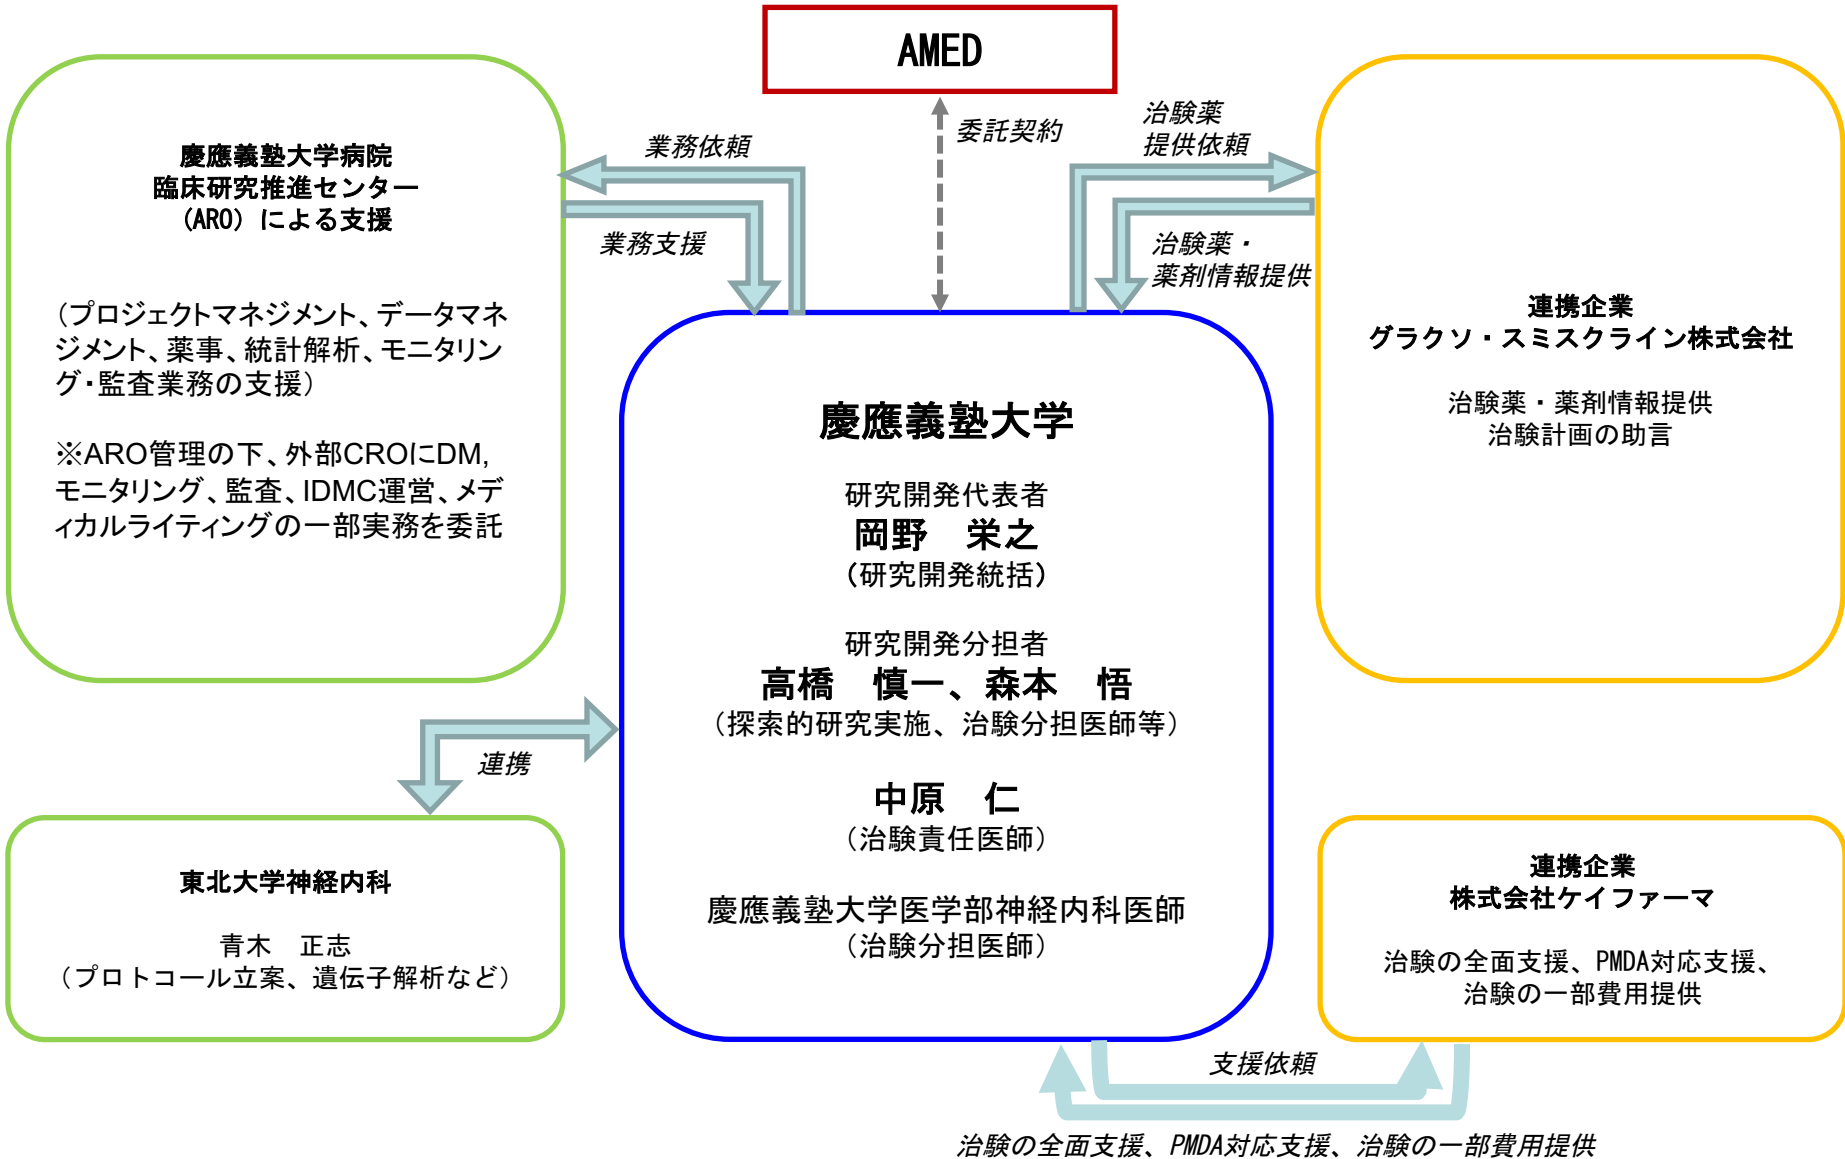 AMED
委託契約
慶應義塾大学病院
臨床研究推進センター
(ARO) による支援
（プロジェクトマネジメント、データマネ
ジメント、薬事、統計解析、モニタリン
グ・監査業務の支援）
※ARO管理の下、外部CROにDM,
モニタリング、監査、IDMC運営、メデ
ィカルライティングの一部実務を委託
業務依頼
業務支援
治験薬
提供依頼
治験薬・
薬剤情報提供
連携企業
グラクソ・スミスクライン株式会社
治験薬・薬剤情報提供
治験計画の助言
慶應義塾大学
研究開発代表者
岡野　栄之
(研究開発統括)
研究開発分担者
高橋　慎一、森本　悟
（探索的研究実施、治験分担医師等）
中原　仁
（治験責任医師）
慶應義塾大学医学部神経内科医師
（治験分担医師）
連携
東北大学神経内科
青木　正志
（プロトコール立案、遺伝子解析など）
連携企業
株式会社ケイファーマ
治験の全面支援、PMDA対応支援、
治験の一部費用提供
支援依頼
治験の全面支援、PMDA対応支援、治験の一部費用提供